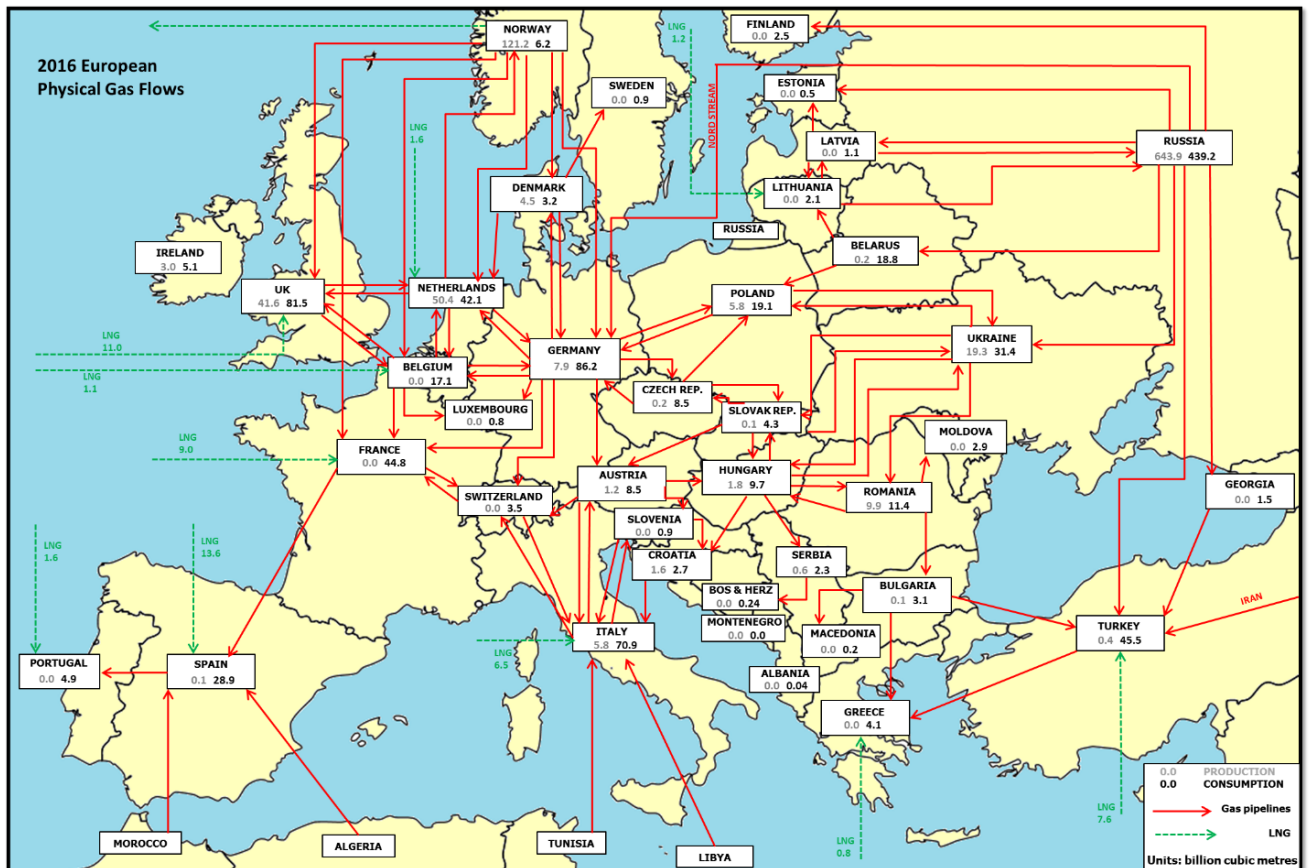 2016 European
Physical Gas Flows
NORWAY
121.2 6.2
FINLAND
0.0 2.5
LNG
1.2
SWEDEN
0.0 0.9
ESTONIA
0.0 0.5
NORD STREAM
LNG
1.6
LATVIA
0.0 1.1
RUSSIA
643.9 439.2
DENMARK
4.5 3.2
LITHUANIA
0.0 2.1
RUSSIA
IRELAND
3.0 5.1
BELARUS
0.2 18.8
UK
41.6 81.5
NETHERLANDS
50.4 42.1
POLAND
5.8 19.1
LNG
11.0
UKRAINE
19.3 31.4
GERMANY
7.9 86.2
BELGIUM
0.0 17.1
LNG
1.1
CZECH REP.
0.2 8.5
LUXEMBOURG
0.0 0.8
SLOVAK REP.
0.1 4.3
MOLDOVA
0.0 2.9
LNG
9.0
FRANCE
0.0 44.8
AUSTRIA
1.2 8.5
HUNGARY
1.8 9.7
GEORGIA
0.0 1.5
SWITZERLAND
0.0 3.5
ROMANIA
9.9 11.4
SLOVENIA
0.0 0.9
LNG
1.6
LNG
13.6
CROATIA
1.6 2.7
SERBIA
0.6 2.3
BULGARIA
0.1 3.1
BOS & HERZ
0.0 0.24
IRAN
MONTENEGRO
0.0 0.0
ITALY
5.8 70.9
MACEDONIA
0.0 0.2
TURKEY
0.4 45.5
LNG
6.5
PORTUGAL
0.0 4.9
SPAIN
0.1 28.9
ALBANIA
0.0 0.04
GREECE
0.0 4.1
LNG
7.6
MOROCCO
ALGERIA
TUNISIA
LIBYA
LNG
0.8
0.0 PRODUCTION
0.0 CONSUMPTION
Gas pipelines
LNG
Units: billion cubic metres